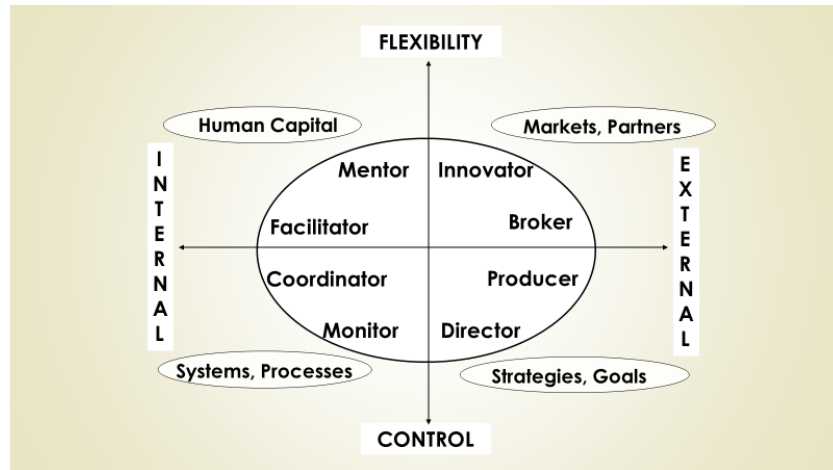 FLEXIBILITY
Human Capital
Markets, Partners
INTERNAL
EXTERNAL
Mentor
Innovator
Facilitator
Broker
Coordinator
Producer
Monitor
Director
Systems, Processes
Strategies, Goals
CONTROL